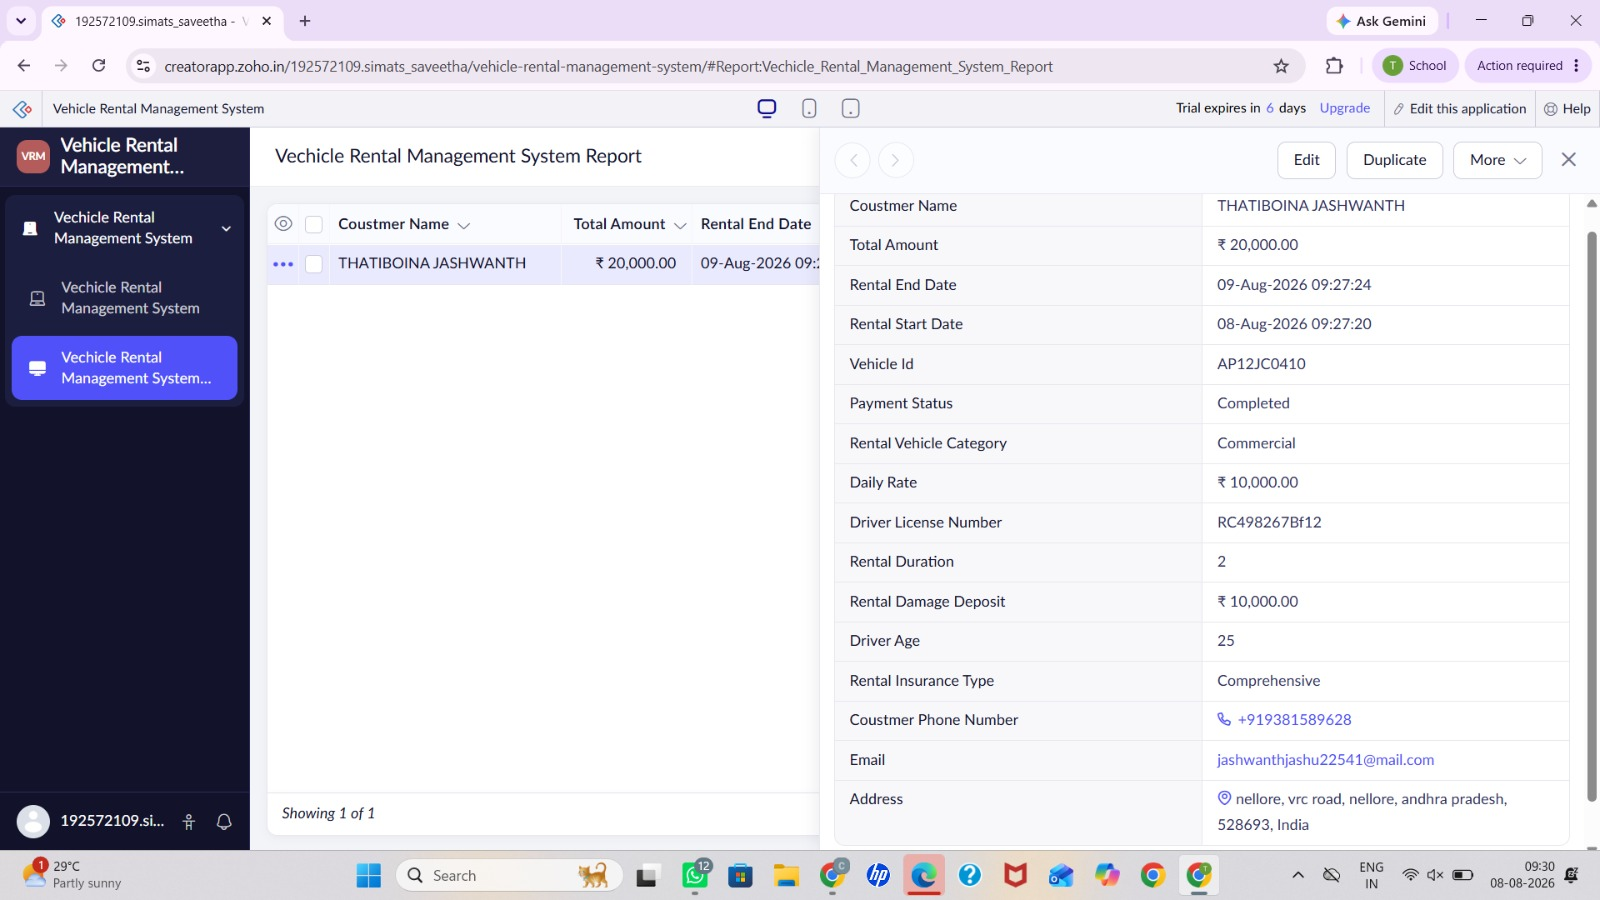 192572109.simats_saveetha -
Ask Gemini
creatorapp.zoho.in/192572109.simats_saveetha/vehicle-rental-management-system/#Report:Vechicle_Rental_Management_System_Report
T School
Action required
Vehicle Rental Management System
Trial expires in 6 days Upgrade
Edit this application
Help
VRM
Vehicle Rental
Management...
Vechicle Rental
Management System
Vechicle Rental
Management System
Vechicle Rental
Management System...
192572109.si...
Vechicle Rental Management System Report
Coustmer Name Total Amount Rental End Date
THATIBOINA JASHWANTH ₹ 20,000.00 09-Aug-2026 09:2
Showing 1 of 1
Edit Duplicate More
Coustmer Name THATIBOINA JASHWANTH
Total Amount ₹ 20,000.00
Rental End Date 09-Aug-2026 09:27:24
Rental Start Date 08-Aug-2026 09:27:20
Vehicle Id AP12JC0410
Payment Status Completed
Rental Vehicle Category Commercial
Daily Rate ₹ 10,000.00
Driver License Number RC498267Bf12
Rental Duration 2
Rental Damage Deposit ₹ 10,000.00
Driver Age 25
Rental Insurance Type Comprehensive
Coustmer Phone Number +919381589628
Email jashwanthjashu22541@mail.com
Address nellore, vrc road, nellore, andhra pradesh,
528693, India
1
29°C
Partly sunny
Search
12
C
hp
T
ENG
IN
09:30
08-08-2026